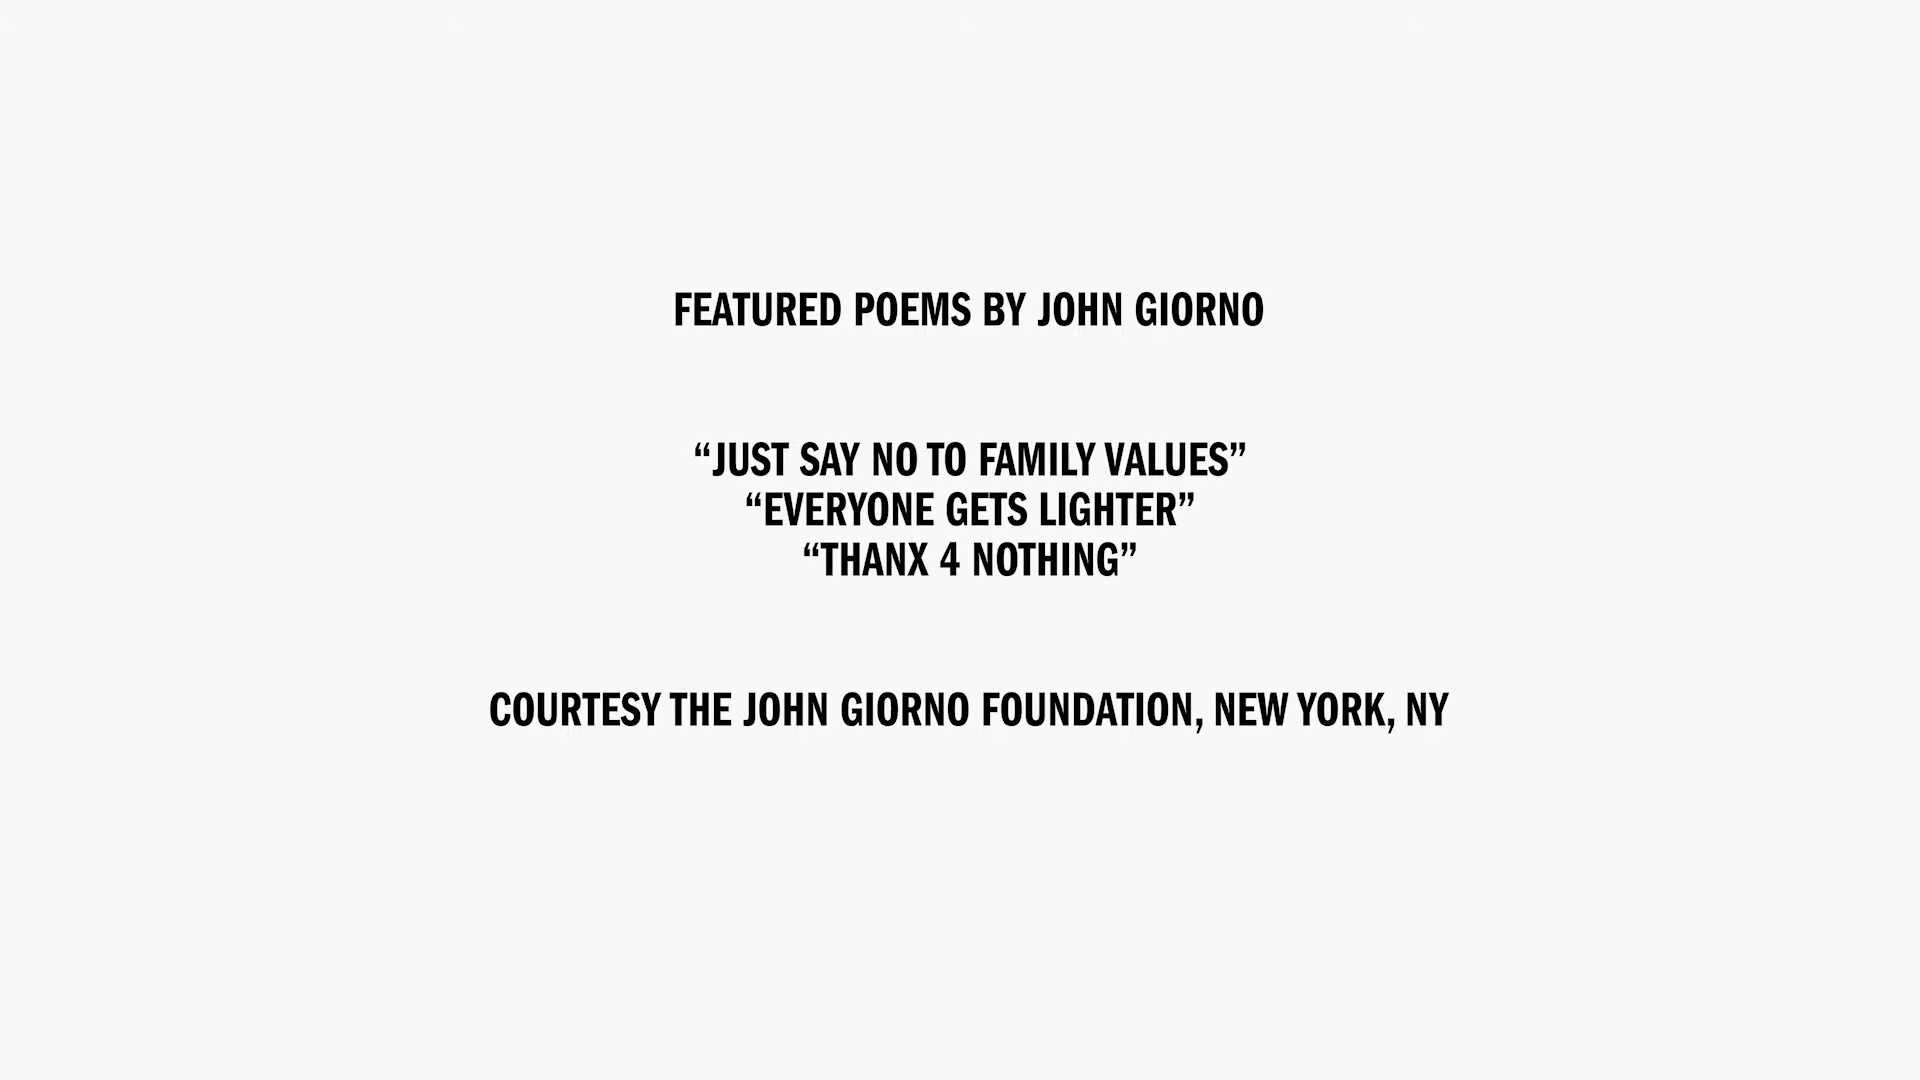 FEATURED POEMS BY JOHN GIORNO
“JUST SAY NO TO FAMILY VALUES”
“EVERYONE GETS LIGHTER”
“THANX 4 NOTHING”
COURTESY THE JOHN GIORNO FOUNDATION, NEW YORK, NY